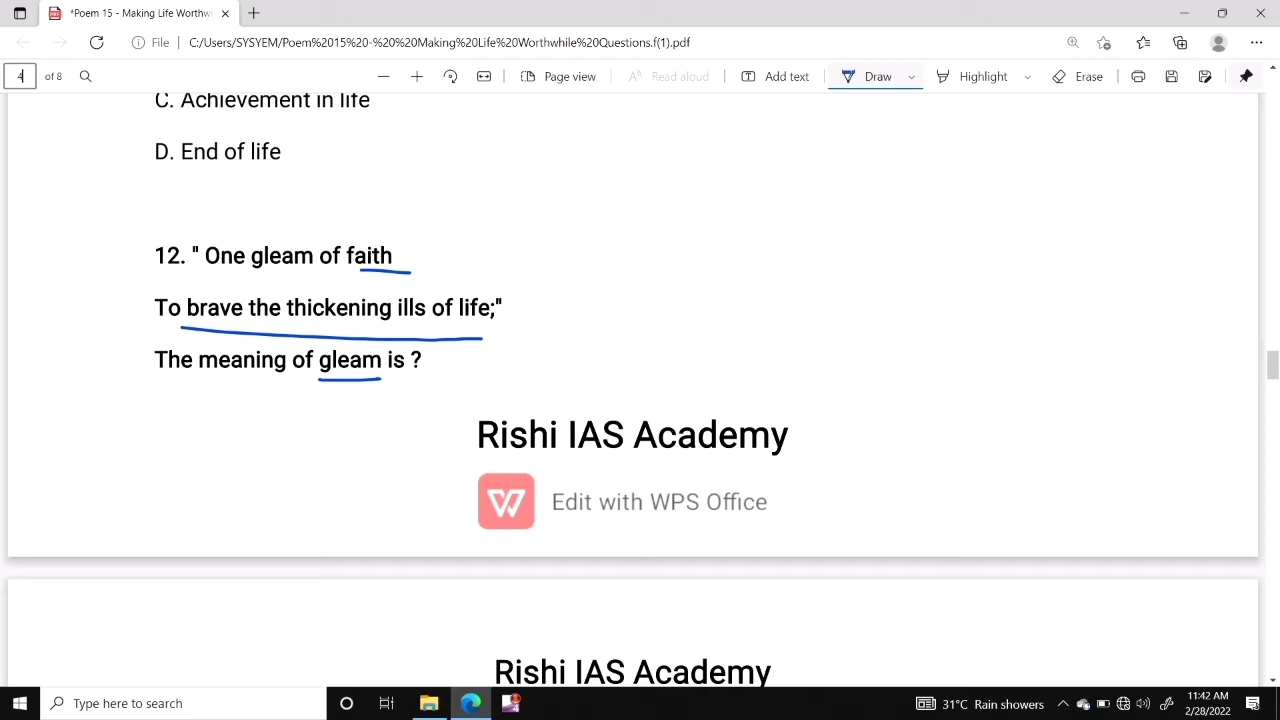 *Poem 15 - Making Life Worthw
File
C:/Users/SYSYEM/Poem%2015%20-%20%20Making%20Life%20Worthwhile%20Questions.f(1).pdf
4 of 8
Page view
Read aloud
Add text
Draw
Highlight
Erase
C. Achievement in life
D. End of life
12. " One gleam of faith
To brave the thickening ills of life;"
The meaning of gleam is ?
Rishi IAS Academy
Edit with WPS Office
Rishi IAS Academy
Type here to search
31°C Rain showers
11:42 AM
2/28/2022